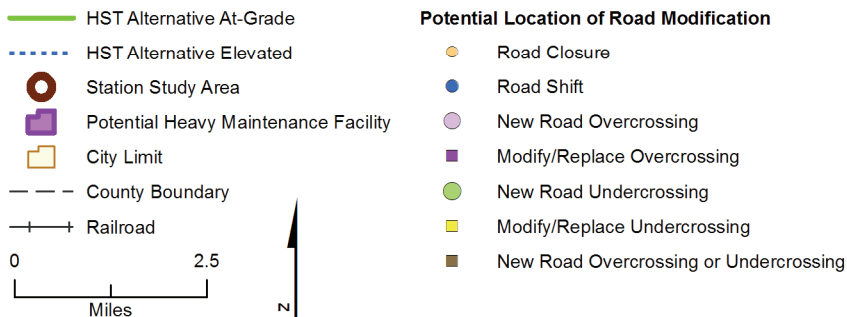 HST Alternative At-Grade
HST Alternative Elevated
Station Study Area
Potential Heavy Maintenance Facility
City Limit
County Boundary
Railroad
0 2.5
Miles
N
Potential Location of Road Modification
Road Closure
Road Shift
New Road Overcrossing
Modify/Replace Overcrossing
New Road Undercrossing
Modify/Replace Undercrossing
New Road Overcrossing or Undercrossing